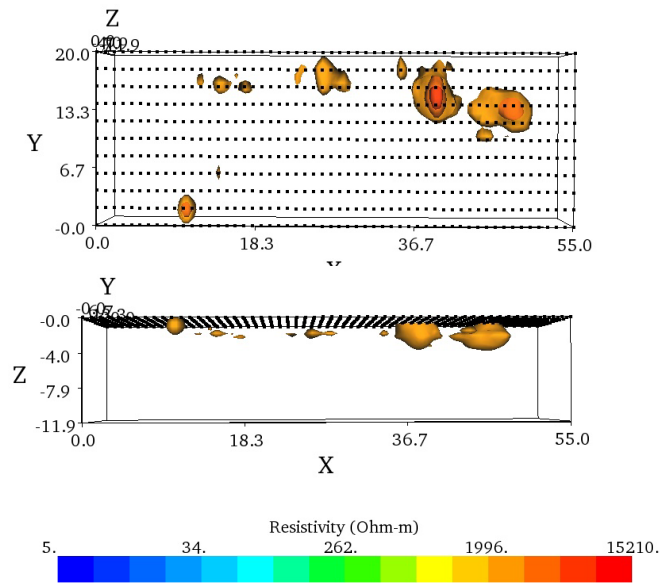 Z
20.0
13.3
Y
6.7
-0.0
0.0 18.3 36.7 55.0
Y
-0.0
-4.0
Z
-7.9
-11.9
0.0 18.3 36.7 55.0
X
Resistivity (Ohm-m)
5. 34. 262. 1996. 15210.